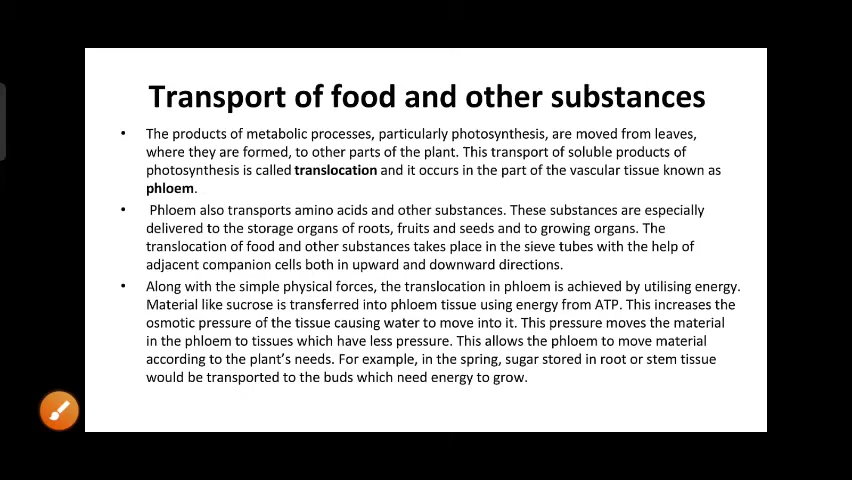 Transport of food and other substances
• The products of metabolic processes, particularly photosynthesis, are moved from leaves,
where they are formed, to other parts of the plant. This transport of soluble products of
photosynthesis is called translocation and it occurs in the part of the vascular tissue known as
phloem.
• Phloem also transports amino acids and other substances. These substances are especially
delivered to the storage organs of roots, fruits and seeds and to growing organs. The
translocation of food and other substances takes place in the sieve tubes with the help of
adjacent companion cells both in upward and downward directions.
• Along with the simple physical forces, the translocation in phloem is achieved by utilising energy.
Material like sucrose is transferred into phloem tissue using energy from ATP. This increases the
osmotic pressure of the tissue causing water to move into it. This pressure moves the material
in the phloem to tissues which have less pressure. This allows the phloem to move material
according to the plant’s needs. For example, in the spring, sugar stored in root or stem tissue
would be transported to the buds which need energy to grow.